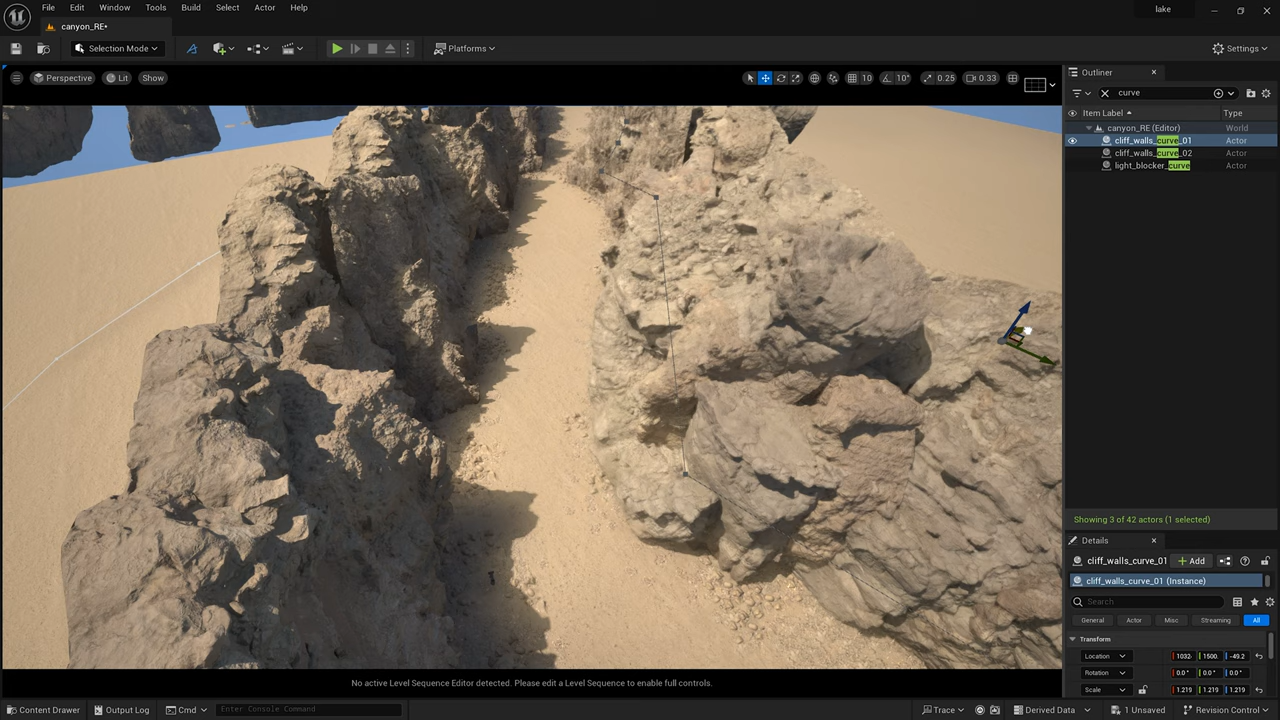 File Edit Window Tools Build Select Actor Help
lake
canyon_RE•
Selection Mode
Platforms
Settings
Perspective Lit Show
10 10° 0.25 0.33
Outliner
curve
Item Label Type
canyon_RE (Editor) World
cliff_walls_curve_01 Actor
cliff_walls_curve_02 Actor
light_blocker_curve Actor
Showing 3 of 42 actors (1 selected)
Details
cliff_walls_curve_01 Add
cliff_walls_curve_01 (Instance)
Search
General Actor Misc Streaming All
Transform
Location 1032 1500. -49.2
Rotation 0.0° 0.0° 0.0°
Scale 1.219 1.219 1.219
No active Level Sequence Editor detected. Please edit a Level Sequence to enable full controls.
Content Drawer Output Log Cmd Enter Console Command Trace Derived Data 1 Unsaved Revision Control